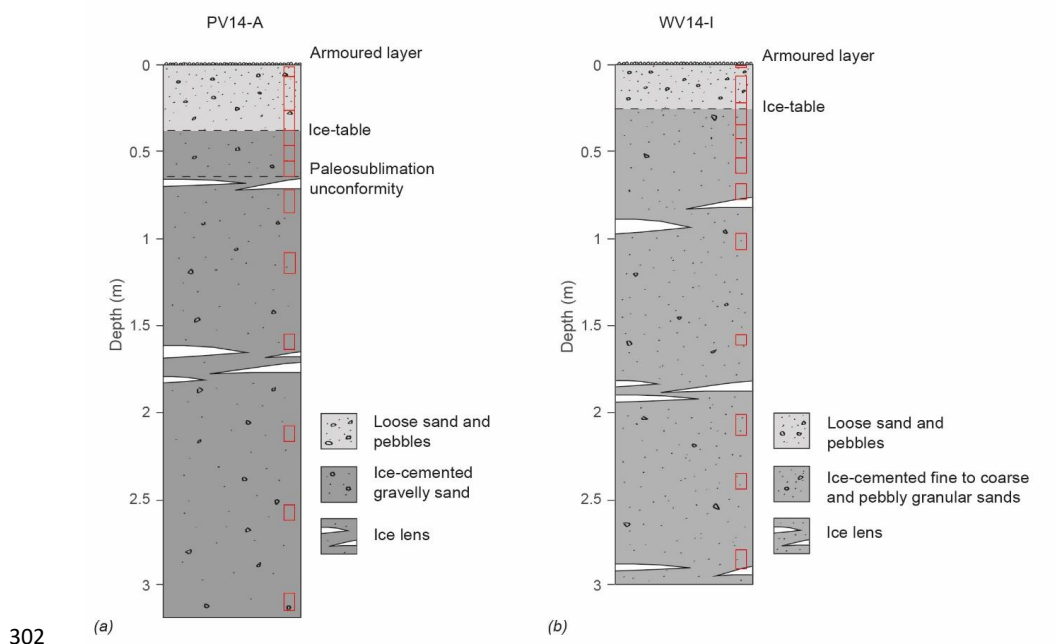 PV14-A
Armoured layer
0
Ice-table
0.5
Paleosublimation
unconformity
1
Depth (m)
1.5
2
Loose sand and
pebbles
Ice-cemented
gravelly sand
2.5
Ice lens
3
(a)
WV14-I
Armoured layer
0
Ice-table
0.5
1
Depth (m)
1.5
2
Loose sand and
pebbles
Ice-cemented fine to coarse
and pebbly granular sands
2.5
Ice lens
3
(b)
302